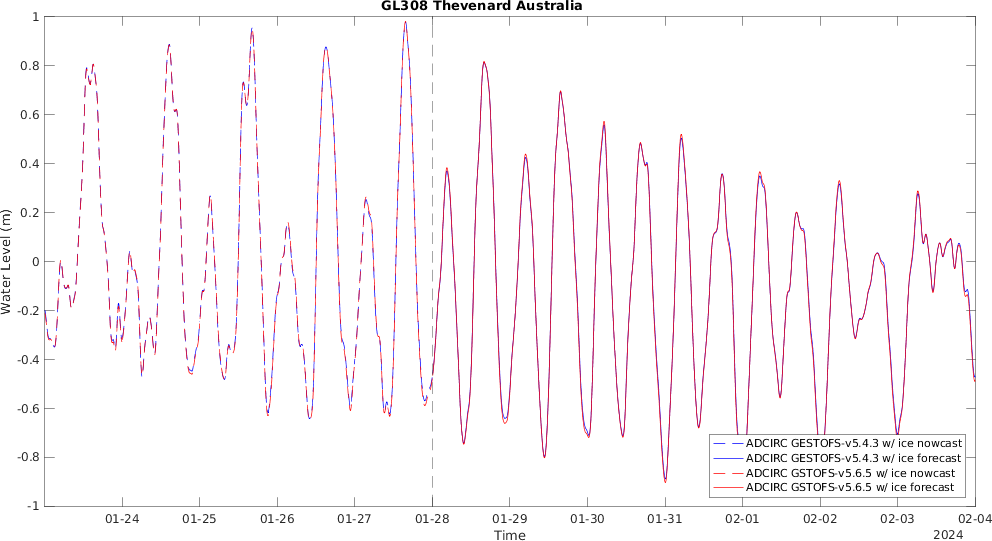 GL308 Thevenard Australia
1
0.8
0.6
0.4
0.2
0
-0.2
-0.4
-0.6
-0.8
-1
Water Level (m)
ADCIRC GESTOFS-v5.4.3 w/ ice nowcast
ADCIRC GESTOFS-v5.4.3 w/ ice forecast
ADCIRC GSTOFS-v5.6.5 w/ ice nowcast
ADCIRC GSTOFS-v5.6.5 w/ ice forecast
01-24 01-25 01-26 01-27 01-28 01-29 01-30 01-31 02-01 02-02 02-03 02-04
Time
2024